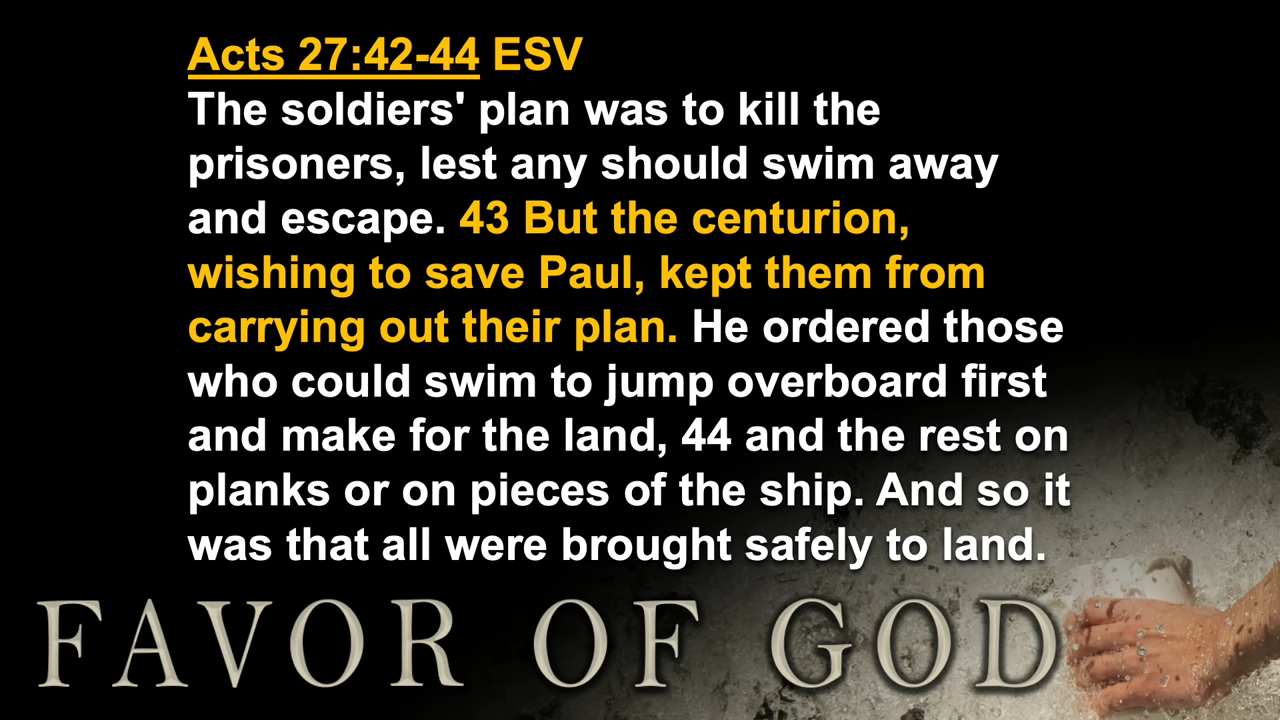 Acts 27:42-44 ESV
The soldiers' plan was to kill the
prisoners, lest any should swim away
and escape. 43 But the centurion,
wishing to save Paul, kept them from
carrying out their plan. He ordered those
who could swim to jump overboard first
and make for the land, 44 and the rest on
planks or on pieces of the ship. And so it
was that all were brought safely to land.
FAVOR OF GOD